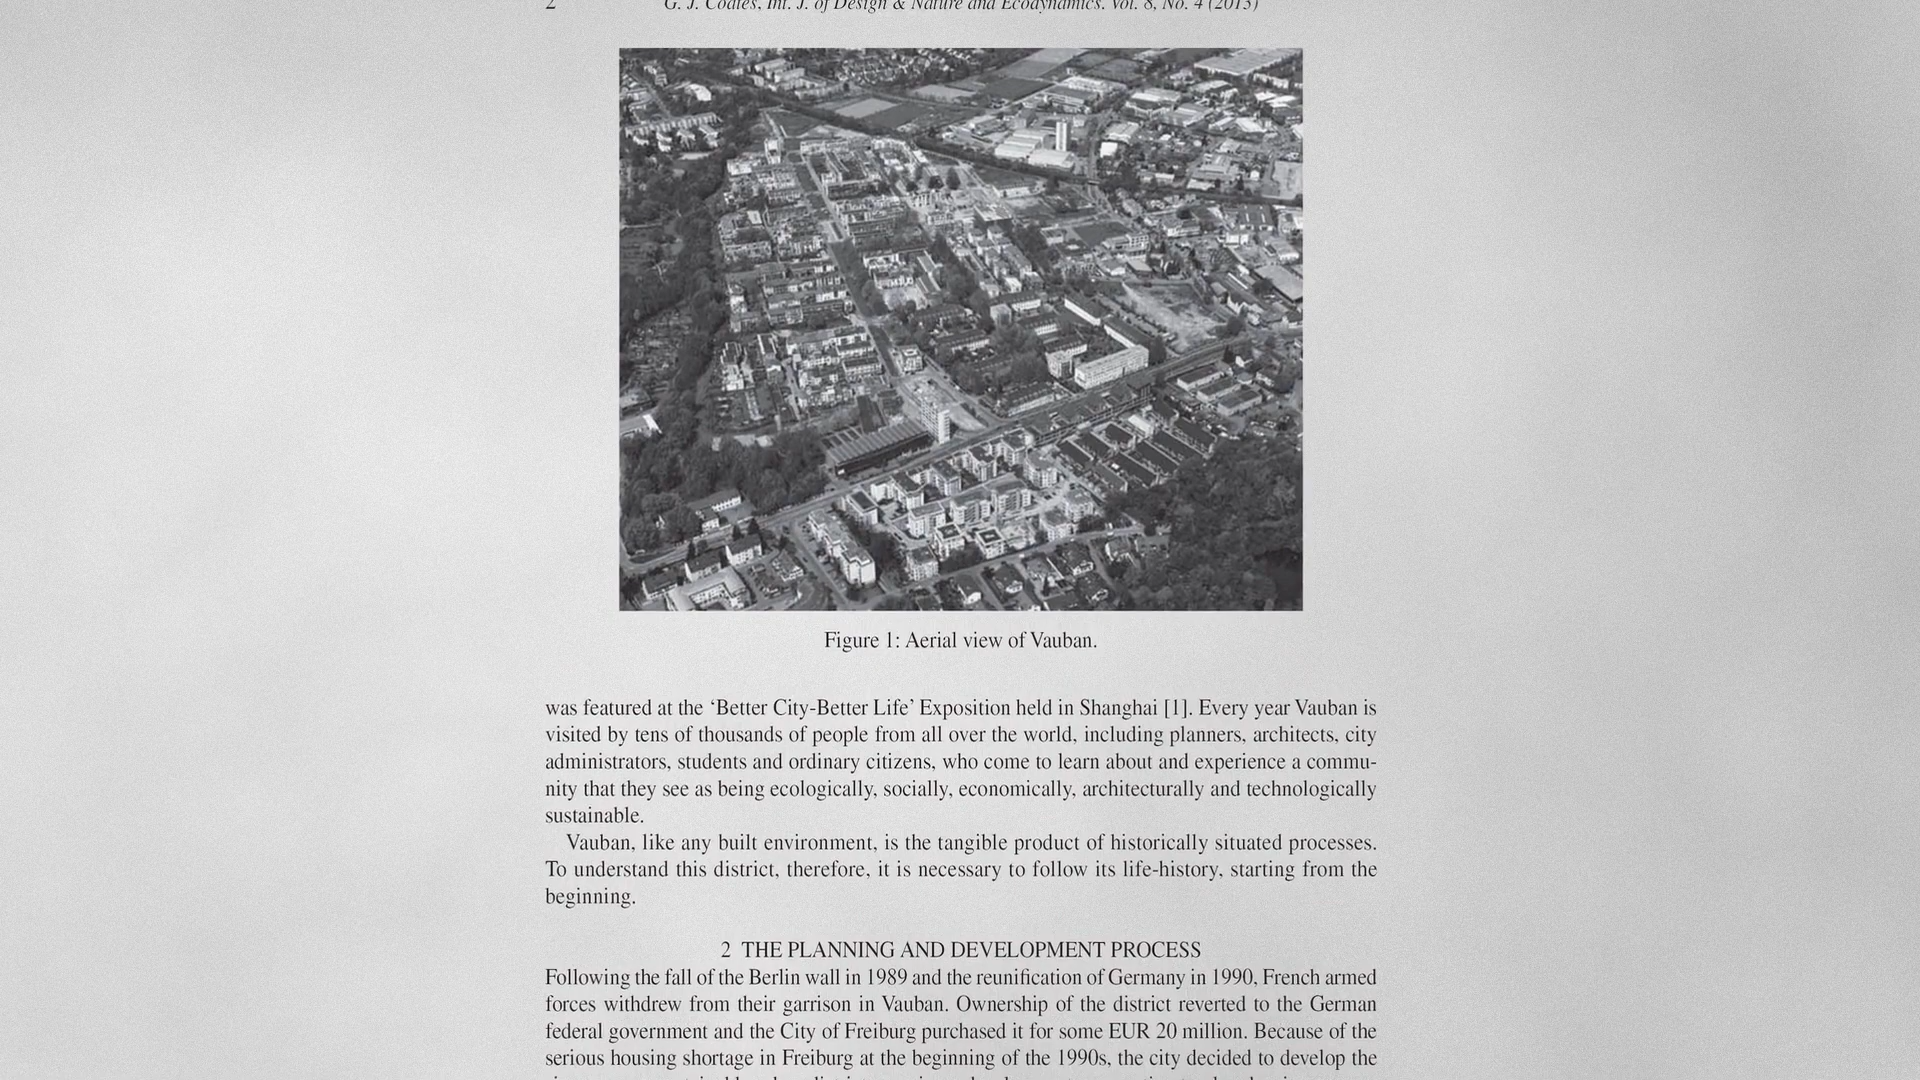 2 G. J. Coates, Int. J. of Design & Nature and Ecodynamics. Vol. 8, No. 4 (2013)
Figure 1: Aerial view of Vauban.
was featured at the ‘Better City-Better Life’ Exposition held in Shanghai [1]. Every year Vauban is
visited by tens of thousands of people from all over the world, including planners, architects, city
administrators, students and ordinary citizens, who come to learn about and experience a commu-
nity that they see as being ecologically, socially, economically, architecturally and technologically
sustainable.
Vauban, like any built environment, is the tangible product of historically situated processes.
To understand this district, therefore, it is necessary to follow its life-history, starting from the
beginning.
2 THE PLANNING AND DEVELOPMENT PROCESS
Following the fall of the Berlin wall in 1989 and the reunification of Germany in 1990, French armed
forces withdrew from their garrison in Vauban. Ownership of the district reverted to the German
federal government and the City of Freiburg purchased it for some EUR 20 million. Because of the
serious housing shortage in Freiburg at the beginning of the 1990s, the city decided to develop the